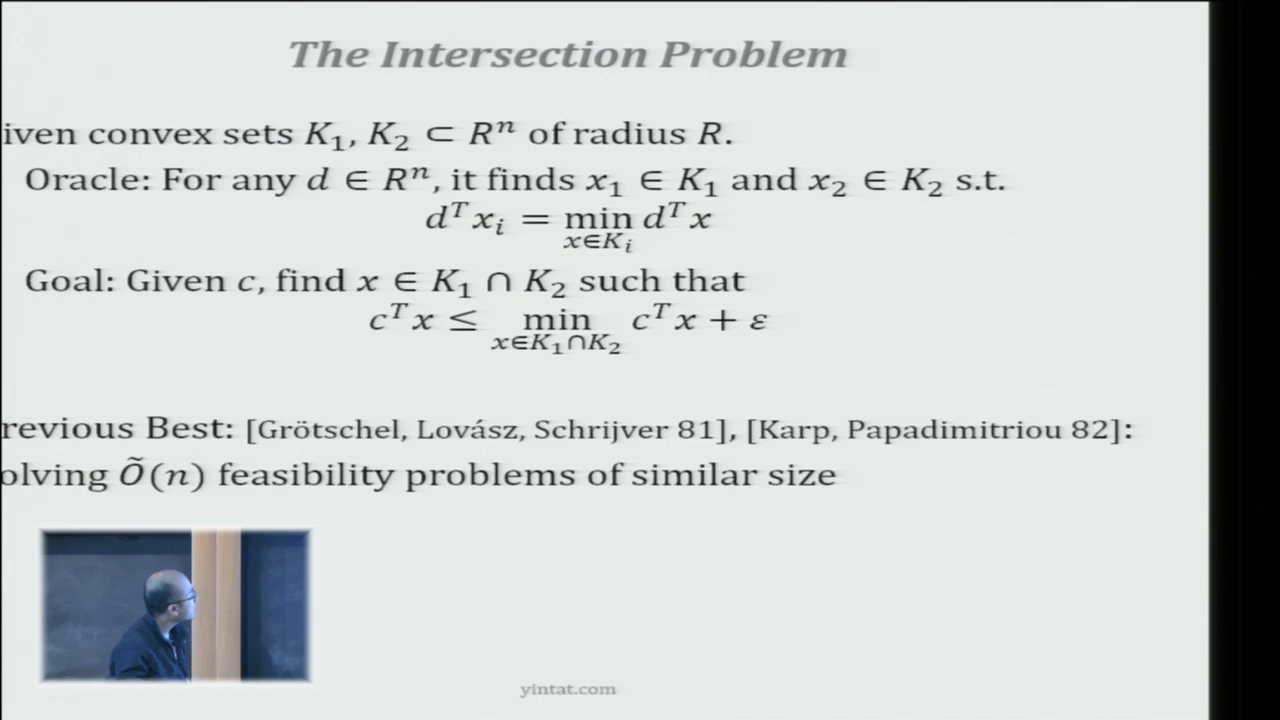 The Intersection Problem
iven convex sets K₁, K₂ ⊂ Rⁿ of radius R.
Oracle: For any d ∈ Rⁿ, it finds x₁ ∈ K₁ and x₂ ∈ K₂ s.t.
dᵀxᵢ = min dᵀx
x∈Kᵢ
Goal: Given c, find x ∈ K₁ ∩ K₂ such that
cᵀx ≤ min cᵀx + ε
x∈K₁∩K₂
revious Best: [Grötschel, Lovász, Schrijver 81], [Karp, Papadimitriou 82]:
olving Õ(n) feasibility problems of similar size
yintat.com